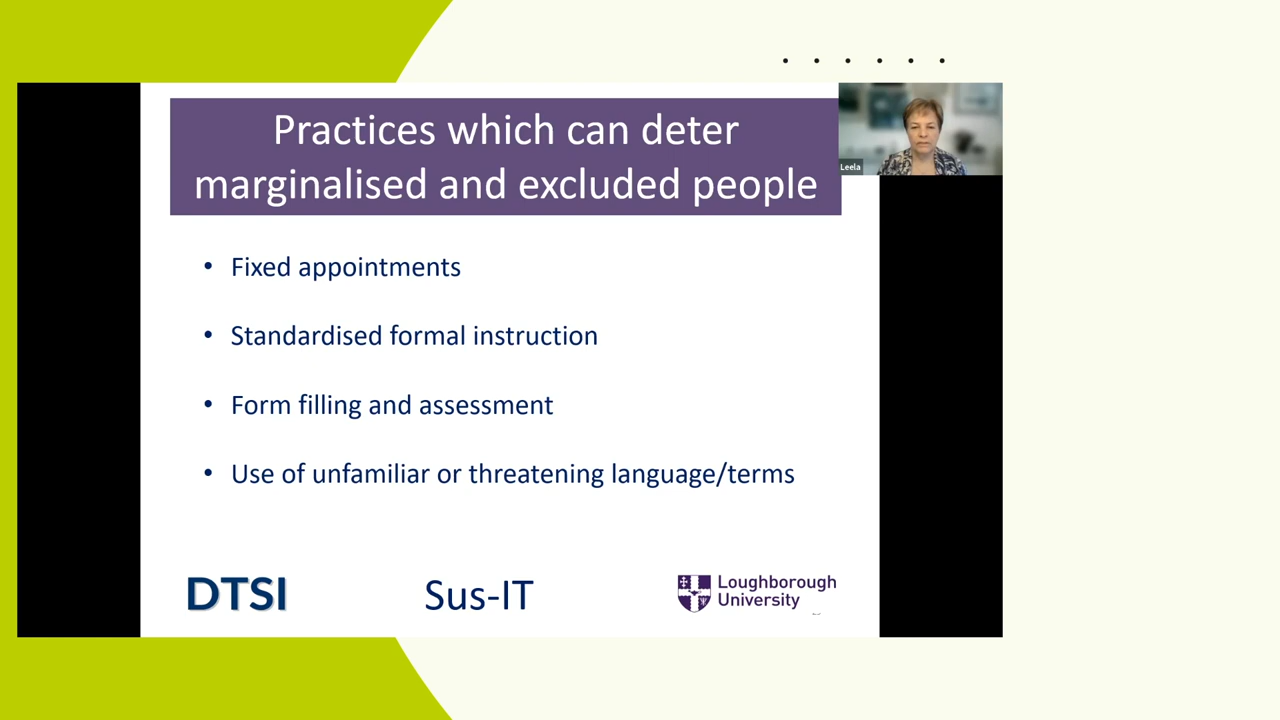 Practices which can deter
marginalised and excluded people
Leela
• Fixed appointments
• Standardised formal instruction
• Form filling and assessment
• Use of unfamiliar or threatening language/terms
DTSI
Sus-IT
Loughborough
University